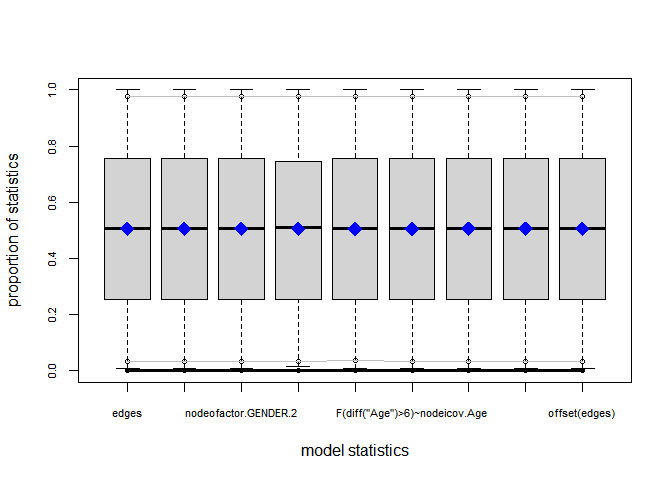 proportion of statistics
1.0
0.8
0.6
0.4
0.2
0.0
edges nodeofactor.GENDER.2 F(diff("Age")>6)~nodeicov.Age offset(edges)
model statistics